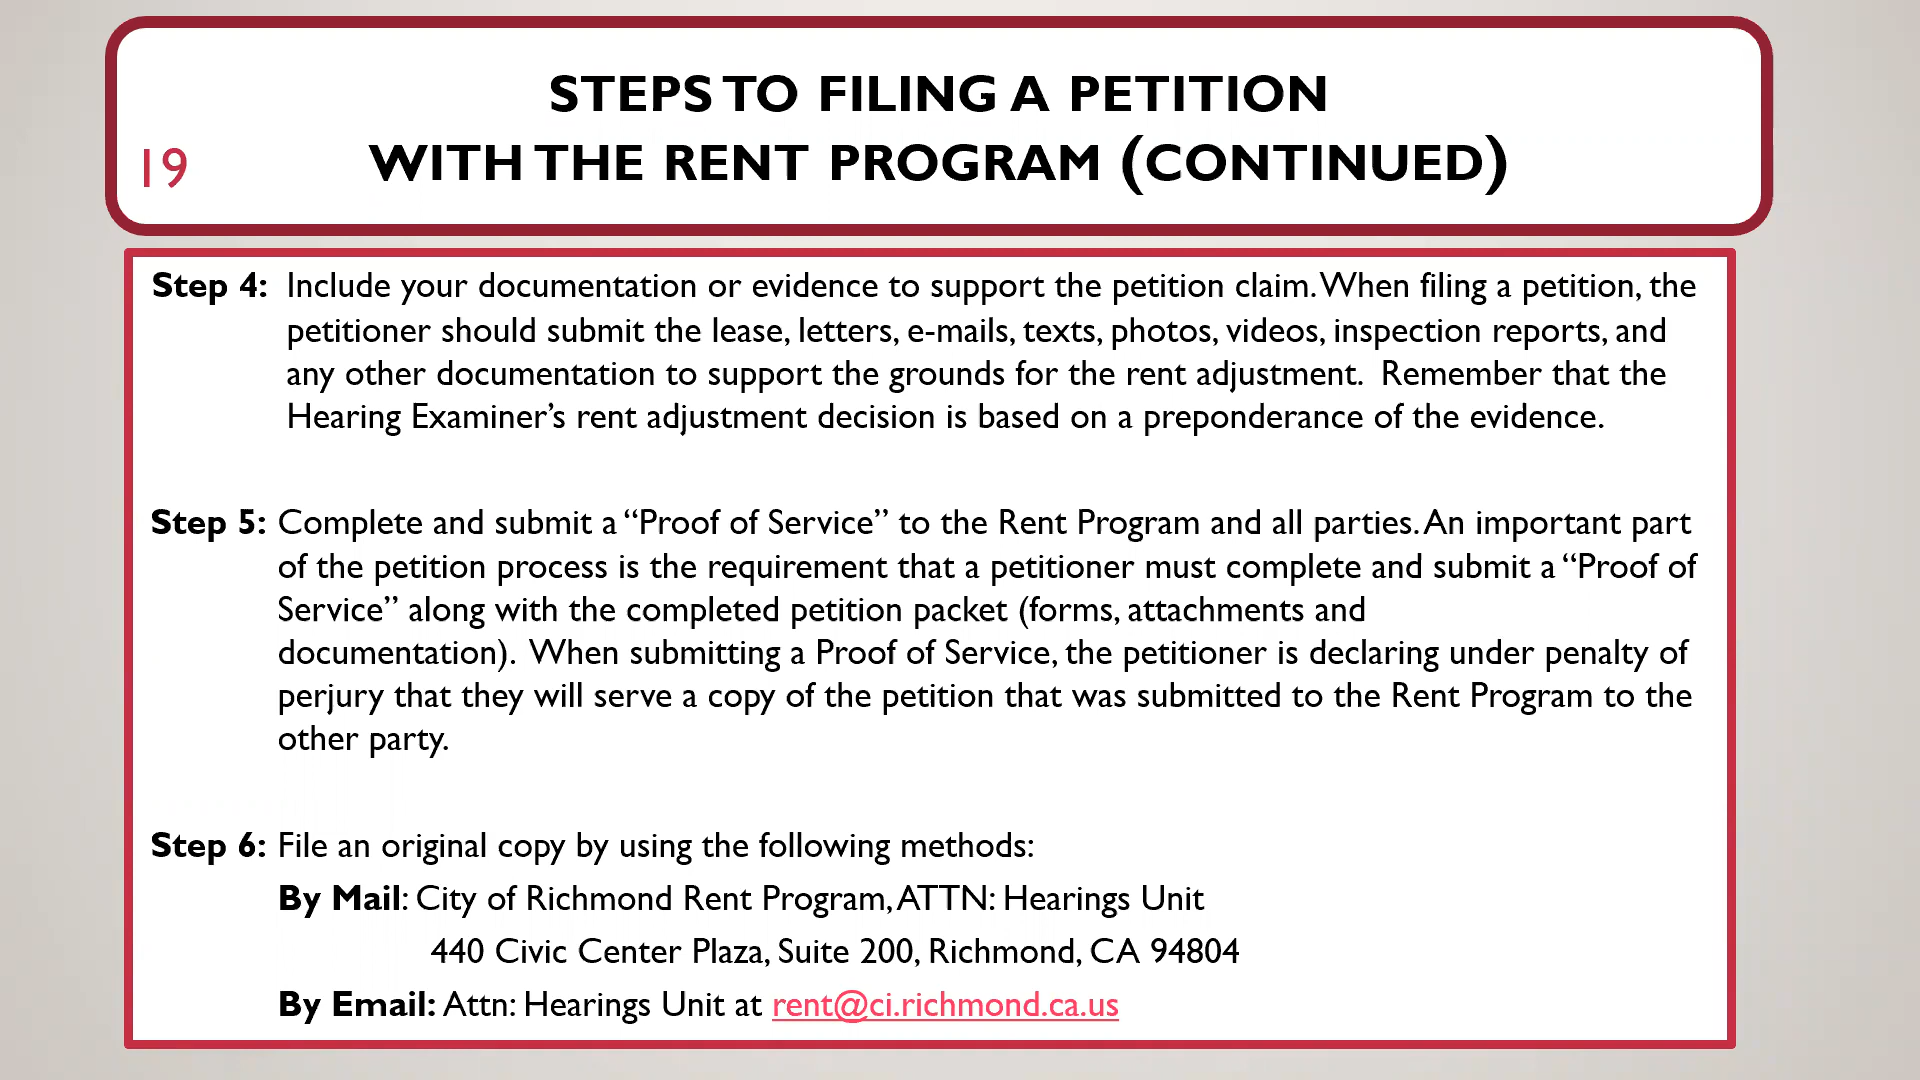 STEPS TO FILING A PETITION
WITH THE RENT PROGRAM (CONTINUED)
19
Step 4: Include your documentation or evidence to support the petition claim. When filing a petition, the
petitioner should submit the lease, letters, e-mails, texts, photos, videos, inspection reports, and
any other documentation to support the grounds for the rent adjustment. Remember that the
Hearing Examiner’s rent adjustment decision is based on a preponderance of the evidence.
Step 5: Complete and submit a “Proof of Service” to the Rent Program and all parties. An important part
of the petition process is the requirement that a petitioner must complete and submit a “Proof of
Service” along with the completed petition packet (forms, attachments and
documentation). When submitting a Proof of Service, the petitioner is declaring under penalty of
perjury that they will serve a copy of the petition that was submitted to the Rent Program to the
other party.
Step 6: File an original copy by using the following methods:
By Mail: City of Richmond Rent Program, ATTN: Hearings Unit
440 Civic Center Plaza, Suite 200, Richmond, CA 94804
By Email: Attn: Hearings Unit at rent@ci.richmond.ca.us